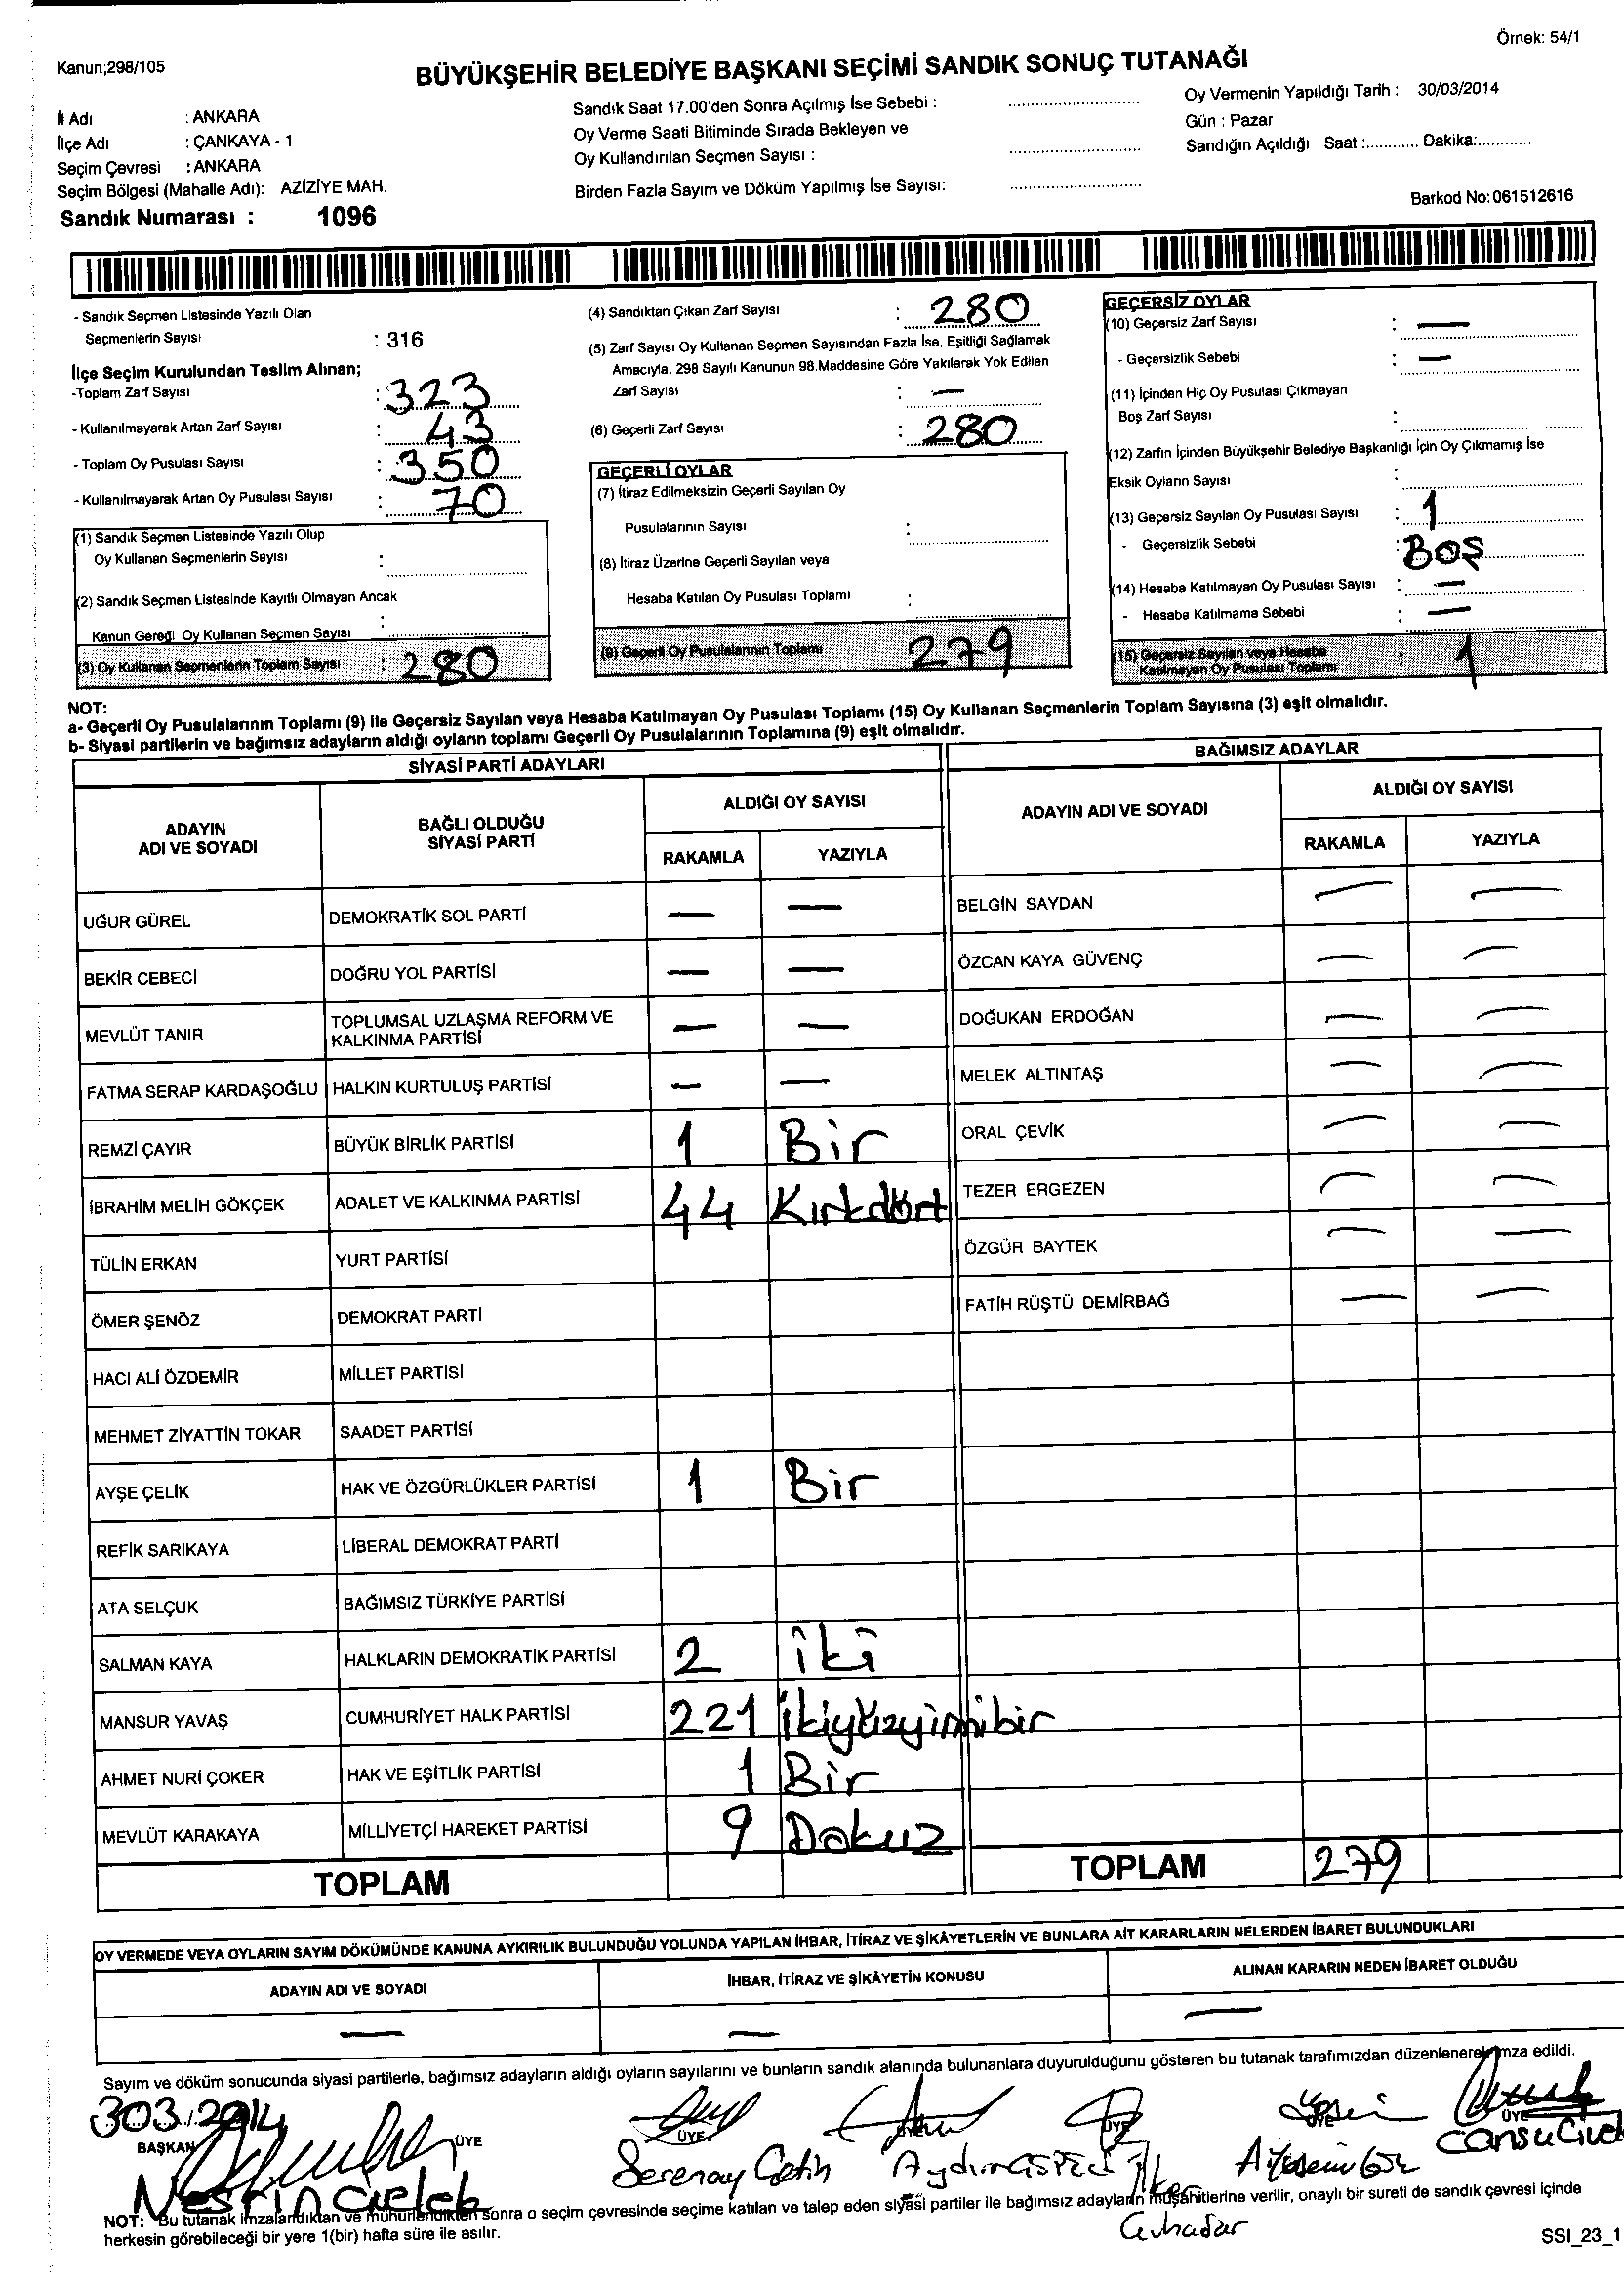 Örnek: 54/1
Kanun;298/105
BÜYÜKŞEHİR BELEDİYE BAŞKANI SEÇİMİ SANDIK SONUÇ TUTANAĞI
İl Adı : ANKARA
İlçe Adı : ÇANKAYA - 1
Seçim Çevresi : ANKARA
Seçim Bölgesi (Mahalle Adı): AZİZİYE MAH.
Sandık Numarası : 1096
Sandık Saat 17.00'den Sonra Açılmış İse Sebebi :
Oy Verme Saati Bitiminde Sırada Bekleyen ve
Oy Kullandırılan Seçmen Sayısı :
Birden Fazla Sayım ve Döküm Yapılmış İse Sayısı:
Oy Vermenin Yapıldığı Tarih : 30/03/2014
Gün : Pazar
Sandığın Açıldığı Saat :............ Dakika:............
Barkod No:061512616
- Sandık Seçmen Listesinde Yazılı Olan
Seçmenlerin Sayısı : 316
İlçe Seçim Kurulundan Teslim Alınan;
-Toplam Zarf Sayısı : 323
- Kullanılmayarak Artan Zarf Sayısı : 43
- Toplam Oy Pusulası Sayısı : 350
- Kullanılmayarak Artan Oy Pusulası Sayısı : 70
(1) Sandık Seçmen Listesinde Yazılı Olup
Oy Kullanan Seçmenlerin Sayısı :
(2) Sandık Seçmen Listesinde Kayıtlı Olmayan Ancak
Kanun Gereği Oy Kullanan Seçmen Sayısı :
(3) Oy Kullanan Seçmenlerin Toplam Sayısı : 280
(4) Sandıktan Çıkan Zarf Sayısı : 280
(5) Zarf Sayısı Oy Kullanan Seçmen Sayısından Fazla İse, Eşitliği Sağlamak
Amacıyla; 298 Sayılı Kanunun 98.Maddesine Göre Yakılarak Yok Edilen
Zarf Sayısı : —
(6) Geçerli Zarf Sayısı : 280
GEÇERLİ OYLAR
(7) İtiraz Edilmeksizin Geçerli Sayılan Oy
Pusulalarının Sayısı :
(8) İtiraz Üzerine Geçerli Sayılan veya
Hesaba Katılan Oy Pusulası Toplamı :
(9) Geçerli Oy Pusulalarının Toplamı 279
GEÇERSİZ OYLAR
(10) Geçersiz Zarf Sayısı : —
- Geçersizlik Sebebi : —
(11) İçinden Hiç Oy Pusulası Çıkmayan
Boş Zarf Sayısı :
(12) Zarfın İçinden Büyükşehir Belediye Başkanlığı İçin Oy Çıkmamış İse
Eksik Oyların Sayısı :
(13) Geçersiz Sayılan Oy Pusulası Sayısı : 1
- Geçersizlik Sebebi : BOŞ
(14) Hesaba Katılmayan Oy Pusulası Sayısı : —
- Hesaba Katılmama Sebebi : —
(15) Geçersiz Sayılan veya Hesaba
Katılmayan Oy Pusulası Toplamı : 1
NOT:
a- Geçerli Oy Pusulalarının Toplamı (9) ile Geçersiz Sayılan veya Hesaba Katılmayan Oy Pusulası Toplamı (15) Oy Kullanan Seçmenlerin Toplam Sayısına (3) eşit olmalıdır.
b- Siyasi partilerin ve bağımsız adayların aldığı oyların toplamı Geçerli Oy Pusulalarının Toplamına (9) eşit olmalıdır.
SİYASİ PARTİ ADAYLARI
ADAYIN ADI VE SOYADI
BAĞLI OLDUĞU SİYASİ PARTİ
ALDIĞI OY SAYISI
RAKAMLA YAZIYLA
UĞUR GÜREL DEMOKRATİK SOL PARTİ — —
BEKİR CEBECİ DOĞRU YOL PARTİSİ — —
MEVLÜT TANIR TOPLUMSAL UZLAŞMA REFORM VE KALKINMA PARTİSİ — —
FATMA SERAP KARDAŞOĞLU HALKIN KURTULUŞ PARTİSİ — —
REMZİ ÇAYIR BÜYÜK BİRLİK PARTİSİ 1 Bir
İBRAHİM MELİH GÖKÇEK ADALET VE KALKINMA PARTİSİ 44 Kırkdört
TÜLİN ERKAN YURT PARTİSİ
ÖMER ŞENÖZ DEMOKRAT PARTİ
HACI ALİ ÖZDEMİR MİLLET PARTİSİ
MEHMET ZİYATTİN TOKAR SAADET PARTİSİ
AYŞE ÇELİK HAK VE ÖZGÜRLÜKLER PARTİSİ 1 Bir
REFİK SARIKAYA LİBERAL DEMOKRAT PARTİ
ATA SELÇUK BAĞIMSIZ TÜRKİYE PARTİSİ
SALMAN KAYA HALKLARIN DEMOKRATİK PARTİSİ 2 iki
MANSUR YAVAŞ CUMHURİYET HALK PARTİSİ 221 ikiyüzyirmibir
AHMET NURİ ÇOKER HAK VE EŞİTLİK PARTİSİ 1 Bir
MEVLÜT KARAKAYA MİLLİYETÇİ HAREKET PARTİSİ 9 Dokuz
TOPLAM
BAĞIMSIZ ADAYLAR
ADAYIN ADI VE SOYADI
ALDIĞI OY SAYISI
RAKAMLA YAZIYLA
BELGİN SAYDAN — —
ÖZCAN KAYA GÜVENÇ — —
DOĞUKAN ERDOĞAN — —
MELEK ALTINTAŞ — —
ORAL ÇEVİK — —
TEZER ERGEZEN — —
ÖZGÜR BAYTEK — —
FATİH RÜŞTÜ DEMİRBAĞ — —
TOPLAM 279
OY VERMEDE VEYA OYLARIN SAYIM DÖKÜMÜNDE KANUNA AYKIRILIK BULUNDUĞU YOLUNDA YAPILAN İHBAR, İTİRAZ VE ŞİKÂYETLERİN VE BUNLARA AİT KARARLARIN NELERDEN İBARET BULUNDUKLARI
ADAYIN ADI VE SOYADI İHBAR, İTİRAZ VE ŞİKÂYETİN KONUSU ALINAN KARARIN NEDEN İBARET OLDUĞU
— — —
Sayım ve döküm sonucunda siyasi partilerle, bağımsız adayların aldığı oyların sayılarını ve bunların sandık alanında bulunanlara duyurulduğunu gösteren bu tutanak tarafımızdan düzenlenerek imza edildi.
303.2014
BAŞKAN ÜYE ÜYE ÜYE ÜYE ÜYE
Serenay Çetin
NOT: Bu tutanak imzalandıktan ve mühürlendikten sonra o seçim çevresinde seçime katılan ve talep eden siyasi partiler ile bağımsız adayların müşahitlerine verilir, onaylı bir sureti de sandık çevresi içinde
herkesin görebileceği bir yere 1(bir) hafta süre ile asılır.
SSI_23_1